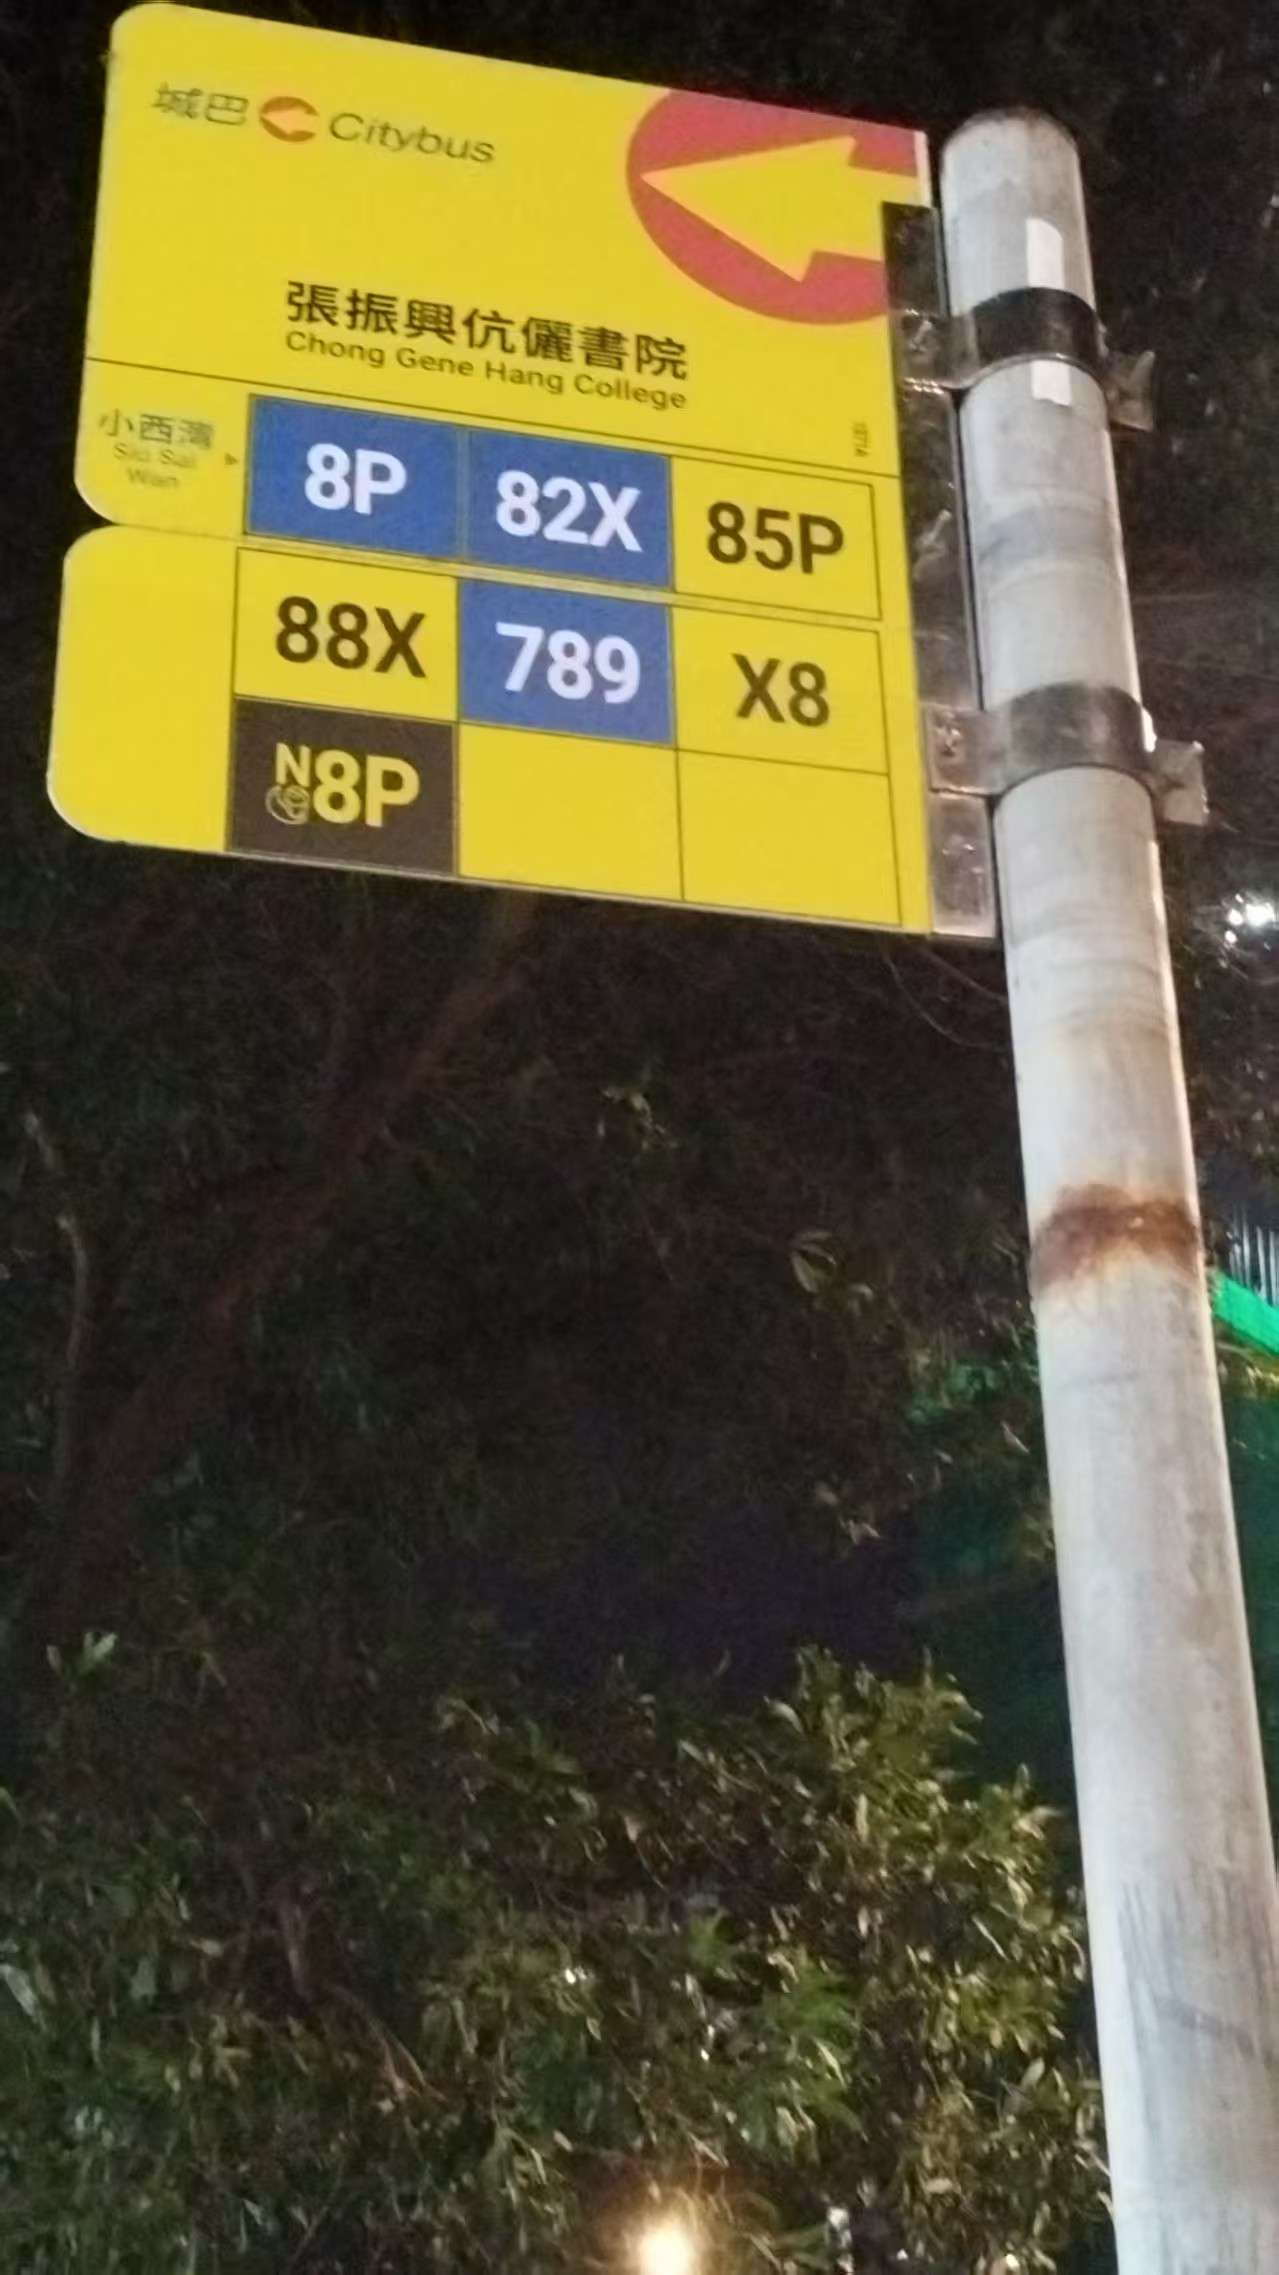 城巴 Citybus
張振興伉儷書院
Chong Gene Hang College
小西灣
Siu Sai
Wan
8P 82X 85P
88X 789 X8
N8P